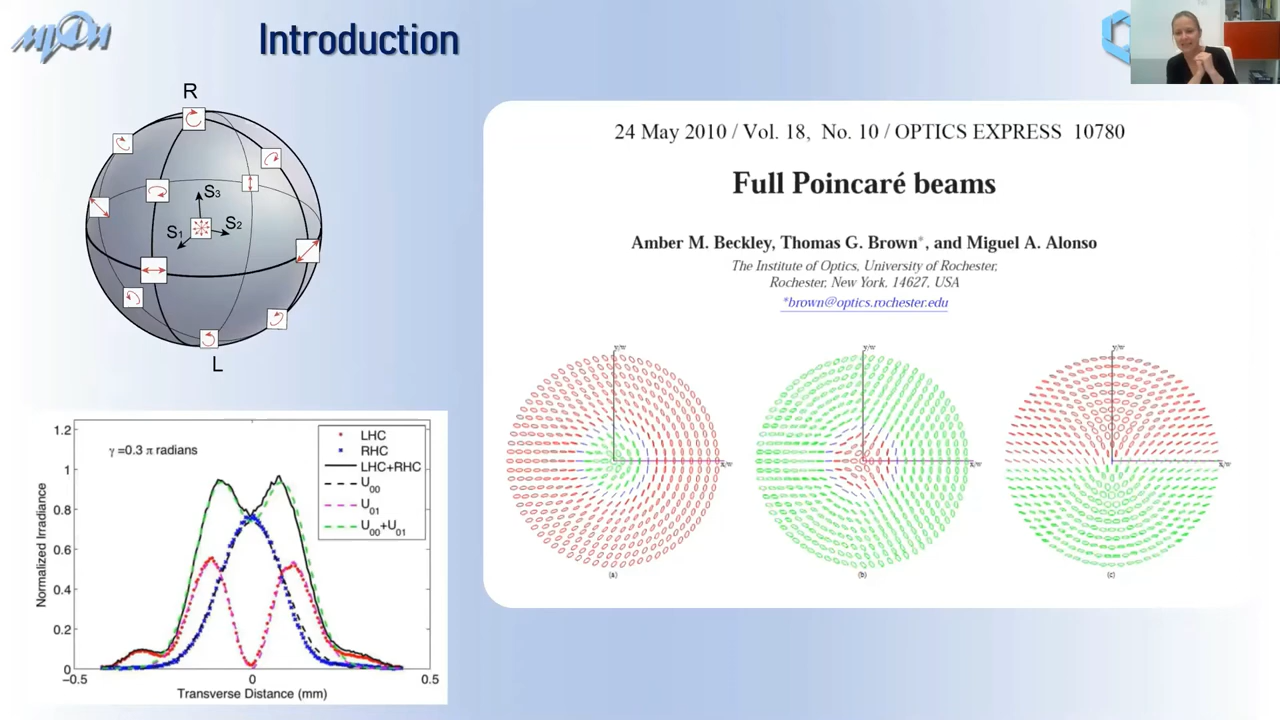 Introduction
R
S3
S1
S2
L
24 May 2010 / Vol. 18, No. 10 / OPTICS EXPRESS 10780
Full Poincaré beams
Amber M. Beckley, Thomas G. Brown*, and Miguel A. Alonso
The Institute of Optics, University of Rochester,
Rochester, New York, 14627, USA
*brown@optics.rochester.edu
y/w
y/w
y/w
x/w
x/w
x/w
(a)
(b)
(c)
γ=0.3 π radians
LHC
RHC
LHC+RHC
U00
U01
U00+U01
Normalized Irradiance
1.2
1
0.8
0.6
0.4
0.2
0
−0.5
0
0.5
Transverse Distance (mm)